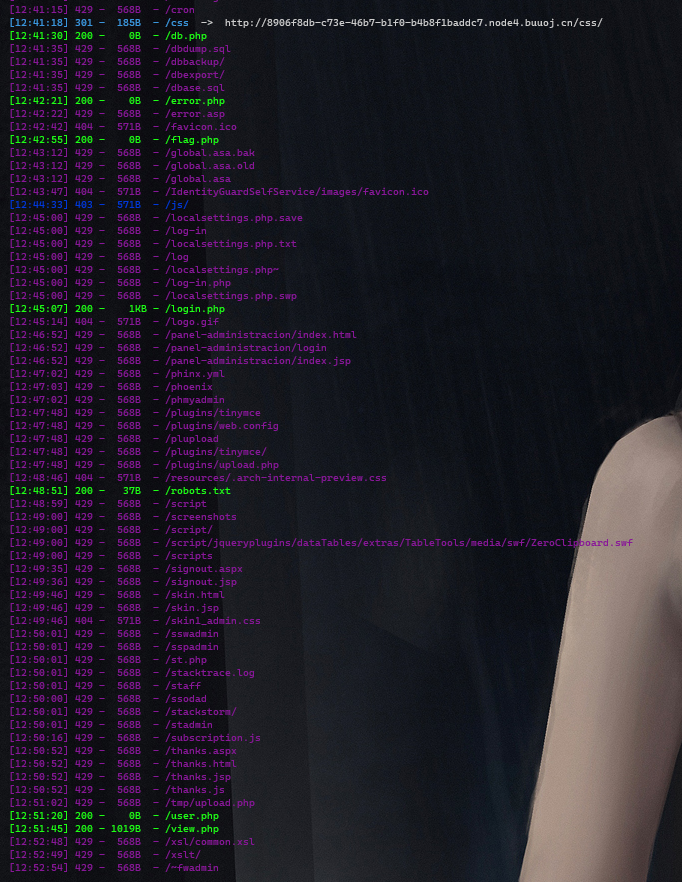 [12:41:15] 429 -   568B  - /cron
[12:41:18] 301 -   185B  - /css  ->  http://8906f8db-c73e-46b7-b1f0-b4b8f1baddc7.node4.buuoj.cn/css/
[12:41:30] 200 -     0B  - /db.php
[12:41:35] 429 -   568B  - /dbdump.sql
[12:41:35] 429 -   568B  - /dbbackup/
[12:41:35] 429 -   568B  - /dbexport/
[12:41:35] 429 -   568B  - /dbase.sql
[12:42:21] 200 -     0B  - /error.php
[12:42:22] 429 -   568B  - /error.asp
[12:42:42] 404 -   571B  - /favicon.ico
[12:42:55] 200 -     0B  - /flag.php
[12:43:12] 429 -   568B  - /global.asa.bak
[12:43:12] 429 -   568B  - /global.asa.old
[12:43:12] 429 -   568B  - /global.asa
[12:43:47] 404 -   571B  - /IdentityGuardSelfService/images/favicon.ico
[12:44:33] 403 -   571B  - /js/
[12:45:00] 429 -   568B  - /localsettings.php.save
[12:45:00] 429 -   568B  - /log-in
[12:45:00] 429 -   568B  - /localsettings.php.txt
[12:45:00] 429 -   568B  - /log
[12:45:00] 429 -   568B  - /localsettings.php~
[12:45:00] 429 -   568B  - /log-in.php
[12:45:00] 429 -   568B  - /localsettings.php.swp
[12:45:07] 200 -     1KB - /login.php
[12:45:14] 404 -   571B  - /logo.gif
[12:46:52] 429 -   568B  - /panel-administracion/index.html
[12:46:52] 429 -   568B  - /panel-administracion/login
[12:46:52] 429 -   568B  - /panel-administracion/index.jsp
[12:47:02] 429 -   568B  - /phinx.yml
[12:47:03] 429 -   568B  - /phoenix
[12:47:02] 429 -   568B  - /phmyadmin
[12:47:48] 429 -   568B  - /plugins/tinymce
[12:47:48] 429 -   568B  - /plugins/web.config
[12:47:48] 429 -   568B  - /plupload
[12:47:48] 429 -   568B  - /plugins/tinymce/
[12:47:48] 429 -   568B  - /plugins/upload.php
[12:48:46] 404 -   571B  - /resources/.arch-internal-preview.css
[12:48:51] 200 -    37B  - /robots.txt
[12:48:59] 429 -   568B  - /script
[12:49:00] 429 -   568B  - /screenshots
[12:49:00] 429 -   568B  - /script/
[12:49:00] 429 -   568B  - /script/jqueryplugins/dataTables/extras/TableTools/media/swf/ZeroClipboard.swf
[12:49:00] 429 -   568B  - /scripts
[12:49:35] 429 -   568B  - /signout.aspx
[12:49:36] 429 -   568B  - /signout.jsp
[12:49:46] 429 -   568B  - /skin.html
[12:49:46] 429 -   568B  - /skin.jsp
[12:49:46] 404 -   571B  - /skin1_admin.css
[12:50:01] 429 -   568B  - /sswadmin
[12:50:01] 429 -   568B  - /sspadmin
[12:50:01] 429 -   568B  - /st.php
[12:50:01] 429 -   568B  - /stacktrace.log
[12:50:01] 429 -   568B  - /staff
[12:50:00] 429 -   568B  - /ssodad
[12:50:01] 429 -   568B  - /stackstorm/
[12:50:01] 429 -   568B  - /stadmin
[12:50:16] 429 -   568B  - /subscription.js
[12:50:52] 429 -   568B  - /thanks.aspx
[12:50:52] 429 -   568B  - /thanks.html
[12:50:52] 429 -   568B  - /thanks.jsp
[12:50:52] 429 -   568B  - /thanks.js
[12:51:02] 429 -   568B  - /tmp/upload.php
[12:51:20] 200 -     0B  - /user.php
[12:51:45] 200 - 1019B  - /view.php
[12:52:48] 429 -   568B  - /xsl/common.xsl
[12:52:49] 429 -   568B  - /xslt/
[12:52:54] 429 -   568B  - /~fwadmin